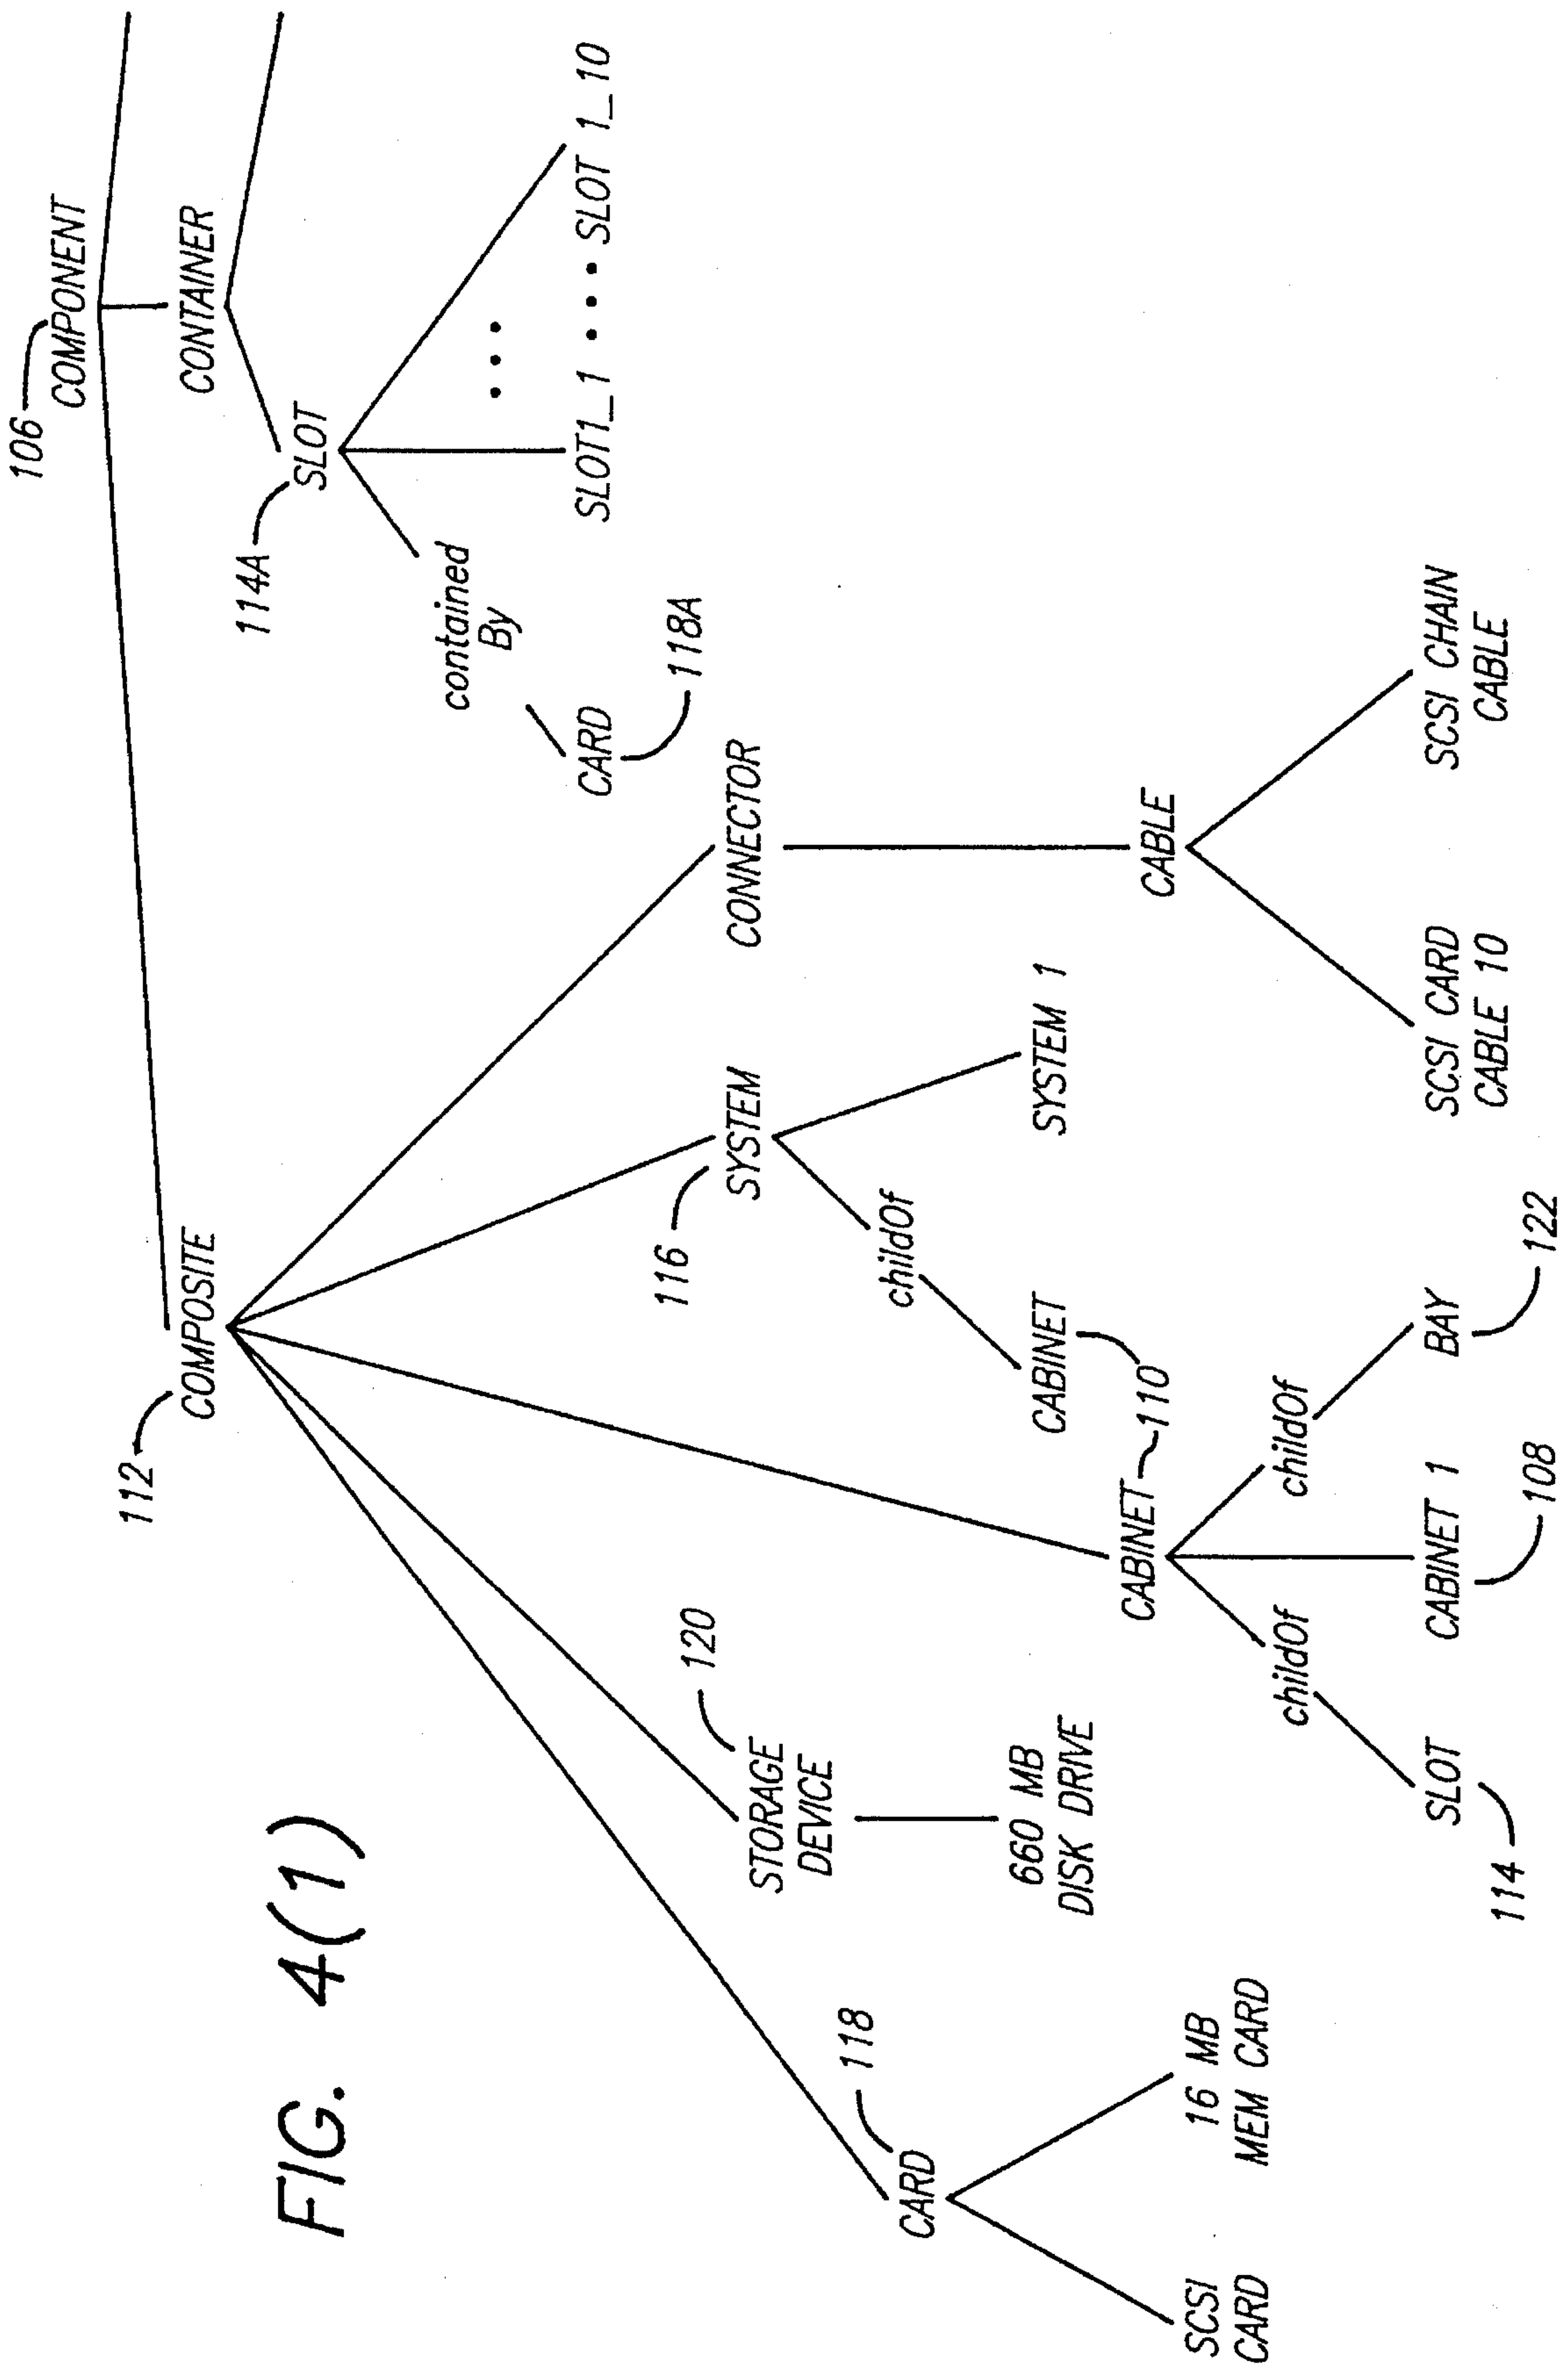 FIG. 4(1)
106
COMPONENT
112
COMPOSITE
CONTAINER
114A
SLOT
contained
By
CARD
118A
SLOT1_1 • • • SLOT 1_10
• • •
118
CARD
SCSI
CARD
16 MB
MEM CARD
120
STORAGE
DEVICE
660 MB
DISK DRIVE
CABINET
110
childOf
SLOT
114
CABINET 1
108
childOf
BAY
122
116
SYSTEM
childOf
CABINET
SYSTEM 1
CONNECTOR
CABLE
SCSI CARD
CABLE 10
SCSI CHAIN
CABLE